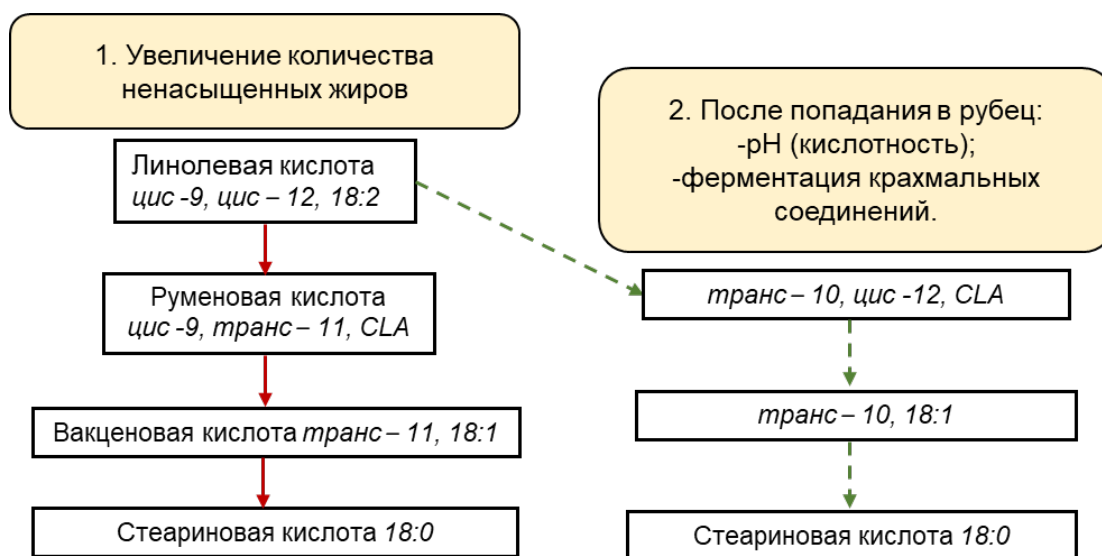 1. Увеличение количества
ненасыщенных жиров
Линолевая кислота
цис -9, цис – 12, 18:2
Руменовая кислота
цис -9, транс – 11, CLA
Вакценовая кислота транс – 11, 18:1
Стеариновая кислота 18:0
2. После попадания в рубец:
-pH (кислотность);
-ферментация крахмальных
соединений.
транс – 10, цис -12, CLA
транс – 10, 18:1
Стеариновая кислота 18:0